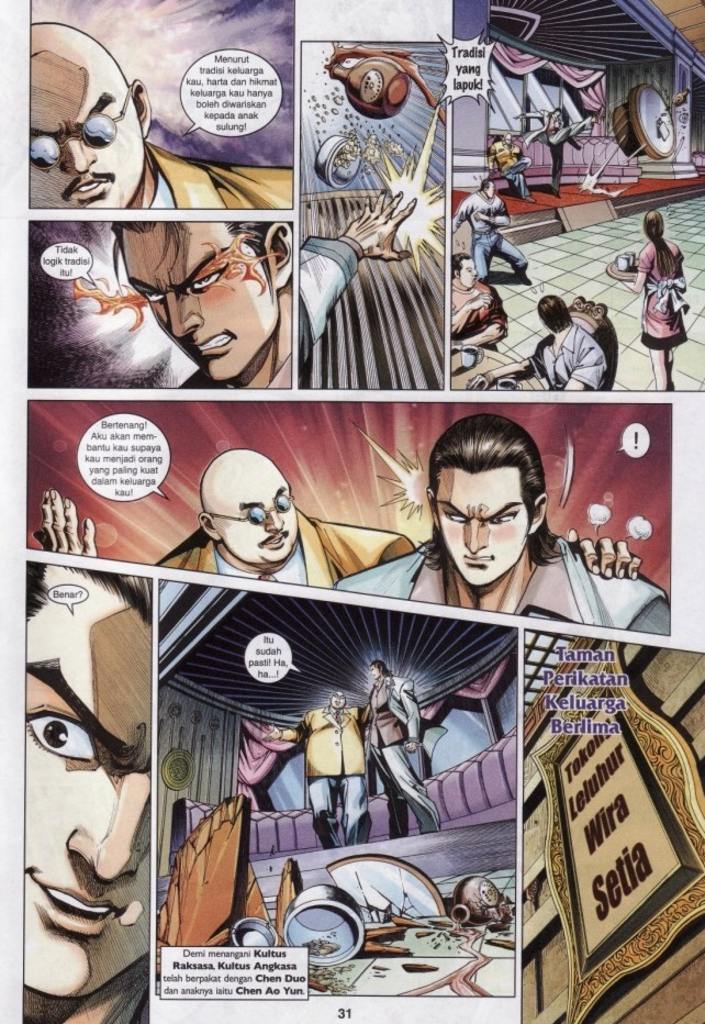 Menurut
tradisi keluarga
kau, harta dan hikmat
keluarga kau hanya
boleh diwariskan
kepada anak
sulung!
Tradisi
yang
lapuk!
Tidak
logik tradisi
itu!
Bertenang!
Aku akan mem-
bantu kau supaya
kau menjadi orang
yang paling kuat
dalam keluarga
kau!
!
Benar?
Itu
sudah
pasti! Ha,
ha...!
Taman
Perikatan
Keluarga
Berlima
Tokong
Leluhur
Wira
Setia
Demi menangani Kultus
Raksasa, Kultus Angkasa
telah berpakat dengan Chen Duo
dan anaknya iaitu Chen Ao Yun.
31